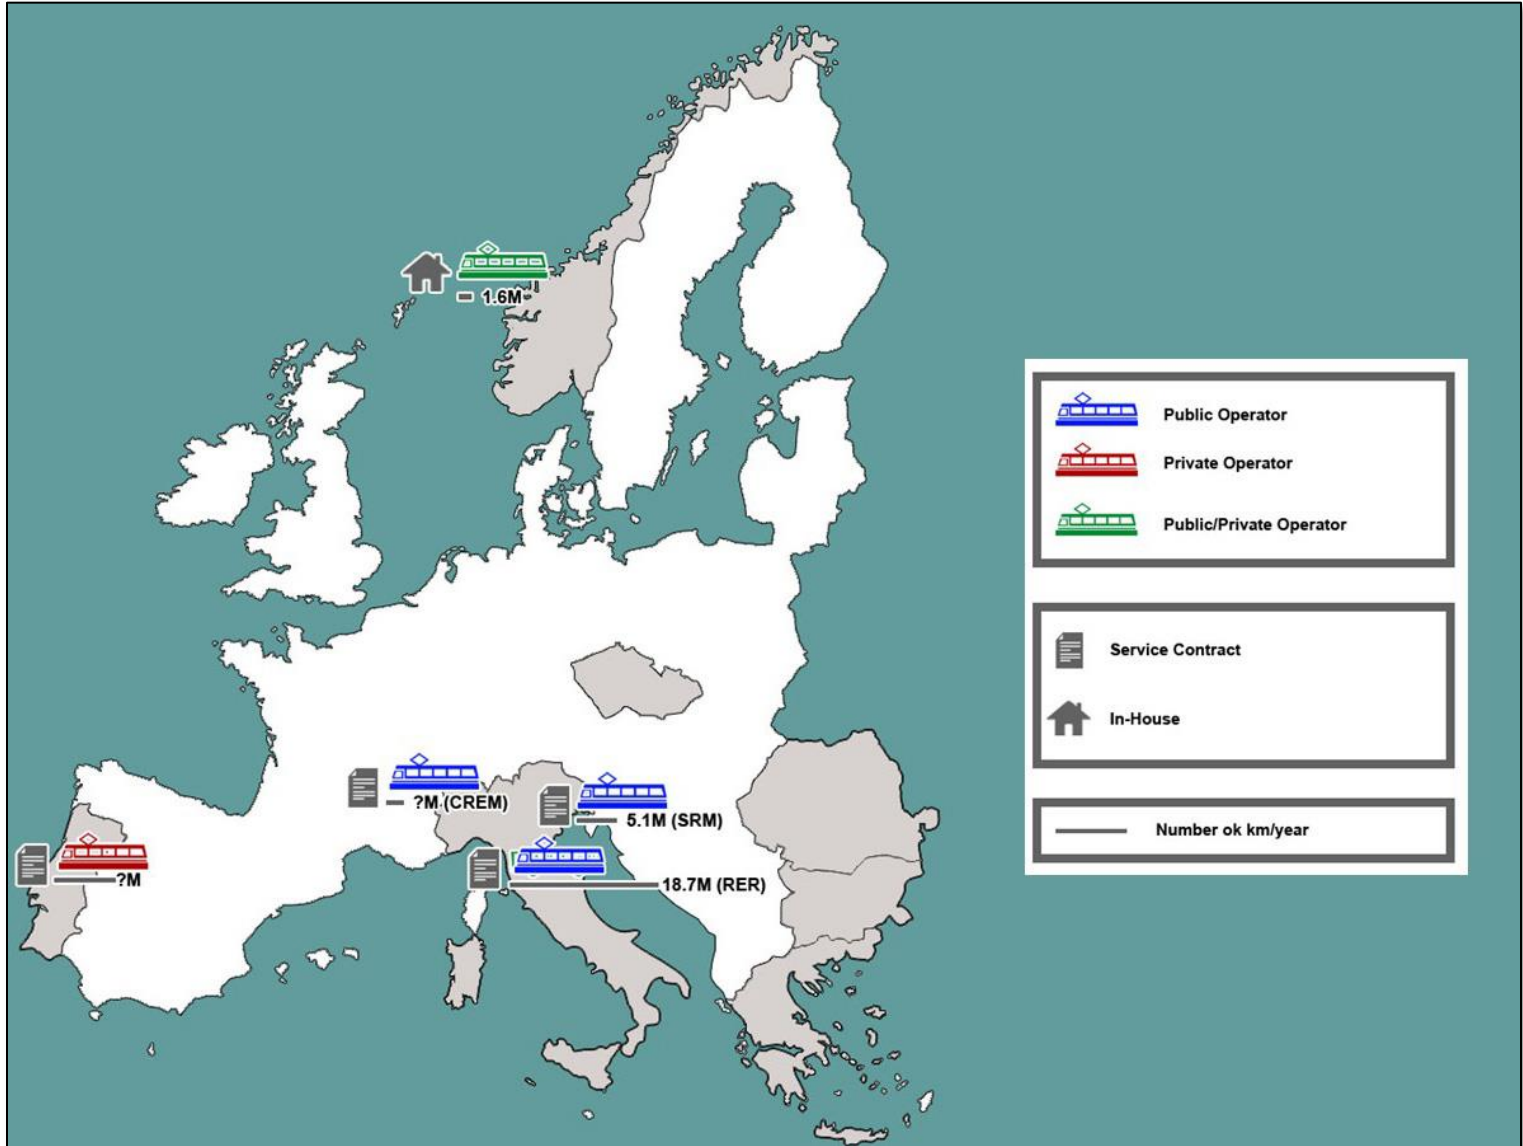 1.6M
?M (CREM)
5.1M (SRM)
?M
18.7M (RER)
Public Operator
Private Operator
Public/Private Operator
Service Contract
In-House
Number ok km/year